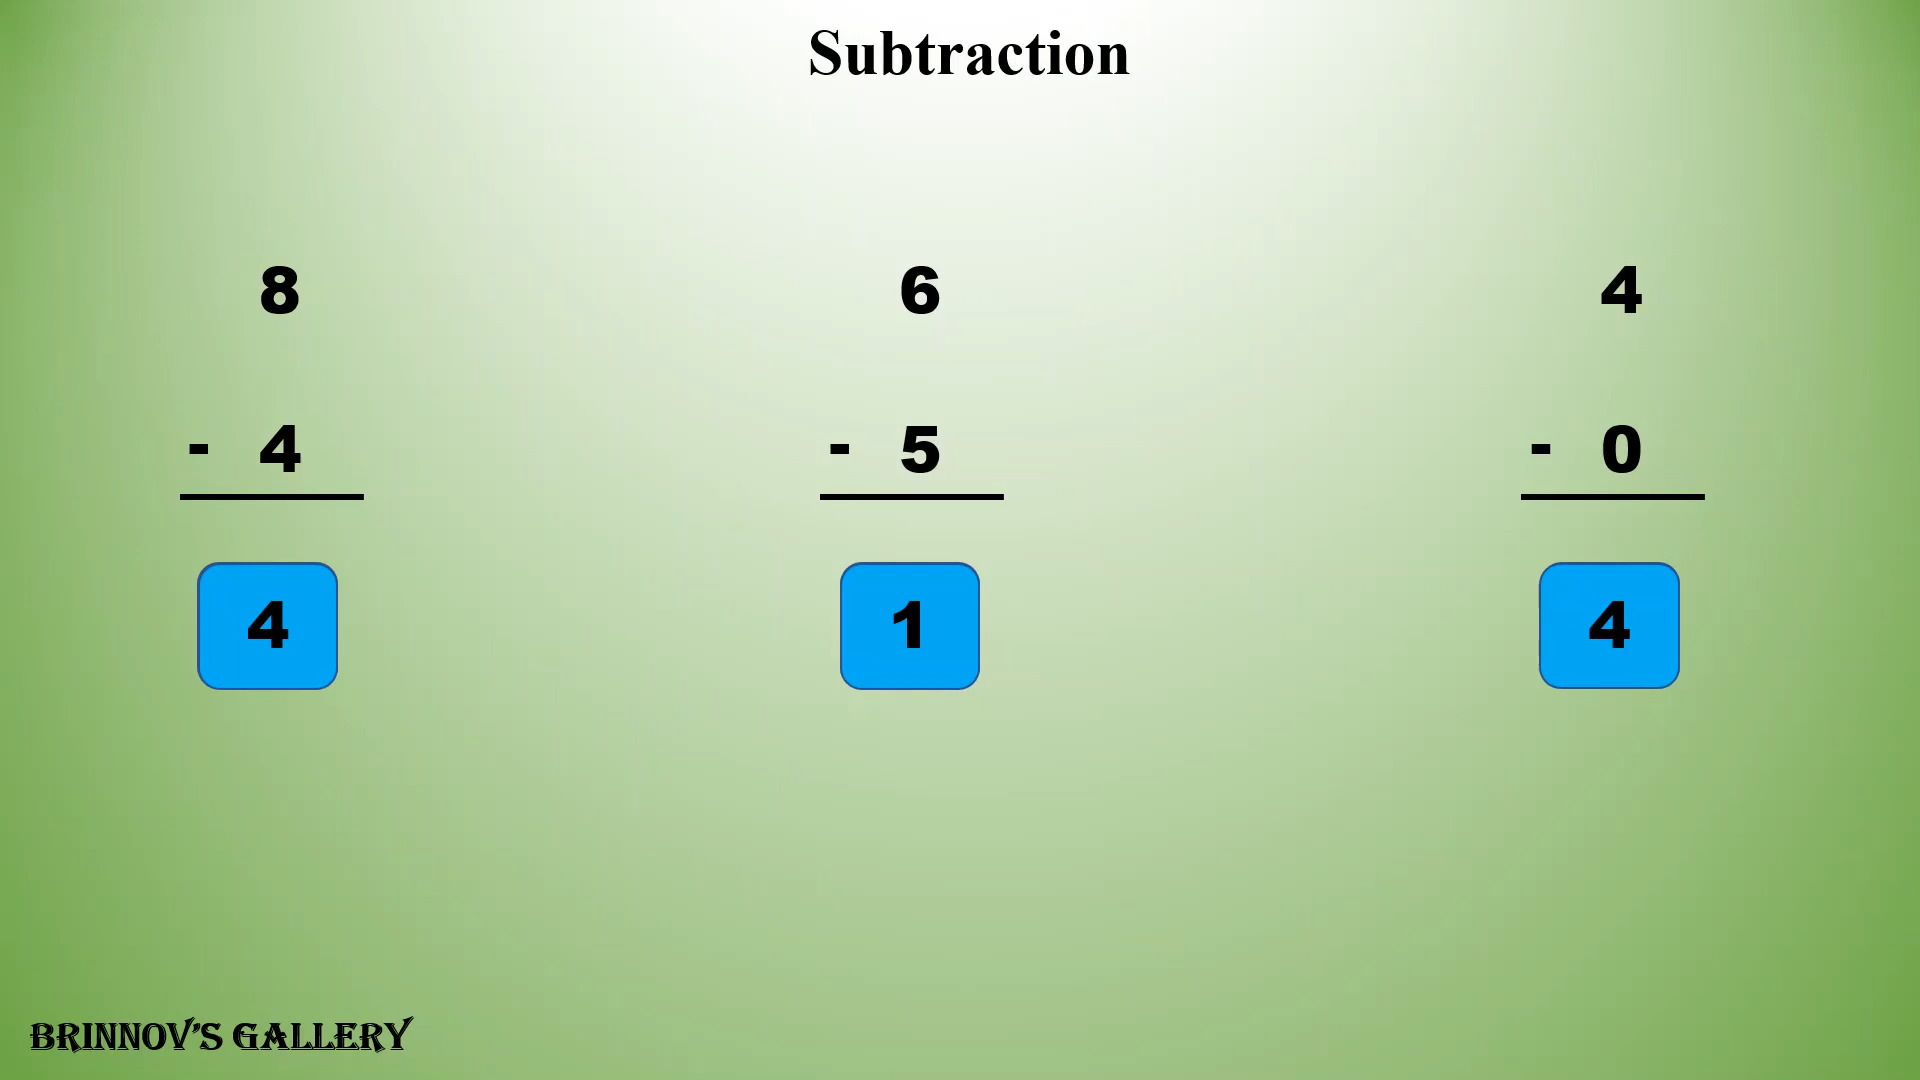 Subtraction
8 6 4
- 4 - 5 - 0
4 1 4
BRINNOV'S GALLERY